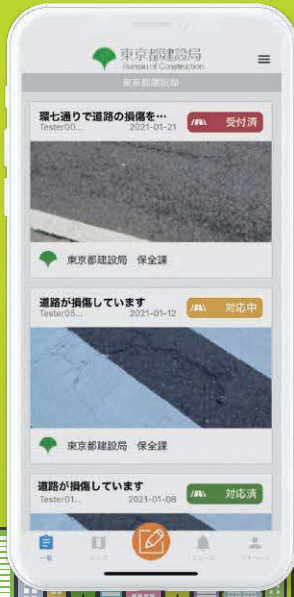 東京都建設局
Bureau of Construction
東京都建設局
環七通りで道路の損傷を…
Tester00... 2021-01-21
受付済
東京都建設局 保全課
道路が損傷しています
Tester05... 2021-01-12
対応中
東京都建設局 保全課
道路が損傷しています
Tester01... 2021-01-08
対応済
一覧